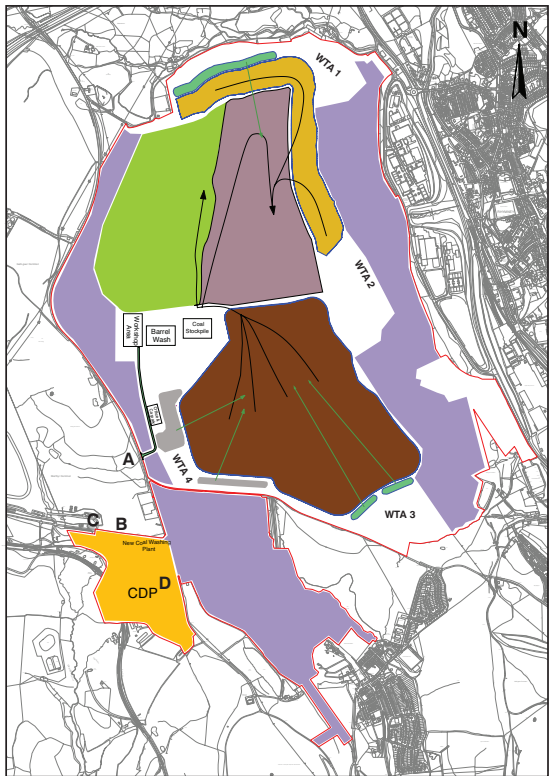 N
WTA 1
WTA 2
Workshop
Area
Barrel
Wash
Coal
Stockpile
A
WTA 4
WTA 3
C
B
New Coal Washing
Plant
D
CDP